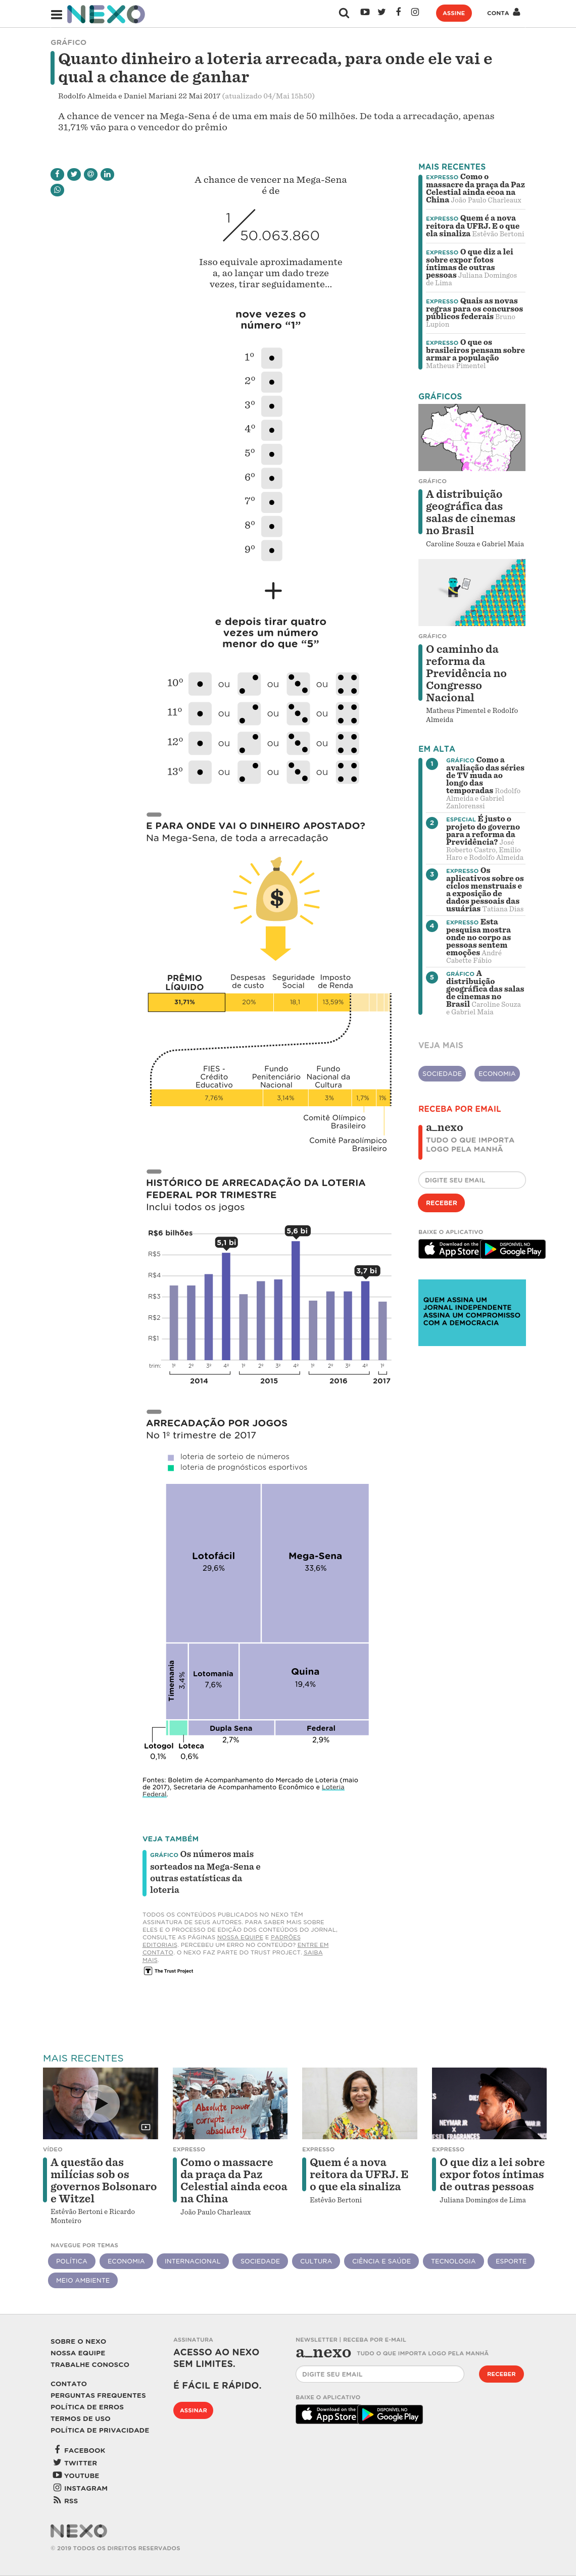 NEXO
ASSINE
CONTA
GRÁFICO
Quanto dinheiro a loteria arrecada, para onde ele vai e
qual a chance de ganhar
Rodolfo Almeida e Daniel Mariani 22 Mai 2017 (atualizado 04/Mai 15h50)
A chance de vencer na Mega-Sena é de uma em mais de 50 milhões. De toda a arrecadação, apenas
31,71% vão para o vencedor do prêmio
A chance de vencer na Mega-Sena
é de
1
50.063.860
Isso equivale aproximadamente
a, ao lançar um dado treze
vezes, tirar seguidamente...
nove vezes o
número “1”
1º
2º
3º
4º
5º
6º
7º
8º
9º
+
e depois tirar quatro
vezes um número
menor do que “5”
10º ou ou ou
11º ou ou ou
12º ou ou ou
13º ou ou ou
E PARA ONDE VAI O DINHEIRO APOSTADO?
Na Mega-Sena, de toda a arrecadação
$
PRÊMIO
LÍQUIDO
Despesas
de custo
Seguridade
Social
Imposto
de Renda
31,71% 20% 18,1 13,59%
FIES -
Crédito
Educativo
Fundo
Penitenciário
Nacional
Fundo
Nacional da
Cultura
7,76% 3,14% 3% 1,7% 1%
Comitê Olímpico
Brasileiro
Comitê Paraolímpico
Brasileiro
HISTÓRICO DE ARRECADAÇÃO DA LOTERIA
FEDERAL POR TRIMESTRE
Inclui todos os jogos
R$6 bilhões
R$5
R$4
R$3
R$2
R$1
5,1 bi
5,6 bi
3,7 bi
trim: 1º 2º 3º 4º 1º 2º 3º 4º 1º 2º 3º 4º 1º
2014 2015 2016 2017
ARRECADAÇÃO POR JOGOS
No 1º trimestre de 2017
loteria de sorteio de números
loteria de prognósticos esportivos
Lotofácil
29,6%
Mega-Sena
33,6%
Timemania
3,4%
Lotomania
7,6%
Quina
19,4%
Dupla Sena
2,7%
Federal
2,9%
Lotogol
0,1%
Loteca
0,6%
Fontes: Boletim de Acompanhamento do Mercado de Loteria (maio
de 2017), Secretaria de Acompanhamento Econômico e Loteria
Federal.
VEJA TAMBÉM
GRÁFICO Os números mais
sorteados na Mega-Sena e
outras estatísticas da
loteria
TODOS OS CONTEÚDOS PUBLICADOS NO NEXO TÊM
ASSINATURA DE SEUS AUTORES. PARA SABER MAIS SOBRE
ELES E O PROCESSO DE EDIÇÃO DOS CONTEÚDOS DO JORNAL,
CONSULTE AS PÁGINAS NOSSA EQUIPE E PADRÕES
EDITORIAIS. PERCEBEU UM ERRO NO CONTEÚDO? ENTRE EM
CONTATO. O NEXO FAZ PARTE DO TRUST PROJECT. SAIBA
MAIS.
The Trust Project
MAIS RECENTES
EXPRESSO Como o
massacre da praça da Paz
Celestial ainda ecoa na
China João Paulo Charleaux
EXPRESSO Quem é a nova
reitora da UFRJ. E o que
ela sinaliza Estêvão Bertoni
EXPRESSO O que diz a lei
sobre expor fotos
íntimas de outras
pessoas Juliana Domingos
de Lima
EXPRESSO Quais as novas
regras para os concursos
públicos federais Bruno
Lupion
EXPRESSO O que os
brasileiros pensam sobre
armar a população
Matheus Pimentel
GRÁFICOS
GRÁFICO
A distribuição
geográfica das
salas de cinemas
no Brasil
Caroline Souza e Gabriel Maia
GRÁFICO
O caminho da
reforma da
Previdência no
Congresso
Nacional
Matheus Pimentel e Rodolfo
Almeida
EM ALTA
1 GRÁFICO Como a
avaliação das séries
de TV muda ao
longo das
temporadas Rodolfo
Almeida e Gabriel
Zanlorenssi
2 ESPECIAL É justo o
projeto do governo
para a reforma da
Previdência? José
Roberto Castro, Emilio
Haro e Rodolfo Almeida
3 EXPRESSO Os
aplicativos sobre os
ciclos menstruais e
a exposição de
dados pessoais das
usuárias Tatiana Dias
4 EXPRESSO Esta
pesquisa mostra
onde no corpo as
pessoas sentem
emoções André
Cabette Fábio
5 GRÁFICO A
distribuição
geográfica das salas
de cinemas no
Brasil Caroline Souza
e Gabriel Maia
VEJA MAIS
SOCIEDADE ECONOMIA
RECEBA POR EMAIL
a_nexo
TUDO O QUE IMPORTA
LOGO PELA MANHÃ
DIGITE SEU EMAIL
RECEBER
BAIXE O APLICATIVO
Download on the App Store
DISPONÍVEL NO Google Play
QUEM ASSINA UM
JORNAL INDEPENDENTE
ASSINA UM COMPROMISSO
COM A DEMOCRACIA
MAIS RECENTES
Absolute power
corrupts
absolutely
NEYMAR JR
DIESEL FRAGRANCES
VÍDEO
A questão das
milícias sob os
governos Bolsonaro
e Witzel
Estêvão Bertoni e Ricardo
Monteiro
EXPRESSO
Como o massacre
da praça da Paz
Celestial ainda ecoa
na China
João Paulo Charleaux
EXPRESSO
Quem é a nova
reitora da UFRJ. E
o que ela sinaliza
Estêvão Bertoni
EXPRESSO
O que diz a lei sobre
expor fotos íntimas
de outras pessoas
Juliana Domingos de Lima
NAVEGUE POR TEMAS
POLÍTICA ECONOMIA INTERNACIONAL SOCIEDADE CULTURA CIÊNCIA E SAÚDE TECNOLOGIA ESPORTE
MEIO AMBIENTE
SOBRE O NEXO
NOSSA EQUIPE
TRABALHE CONOSCO
CONTATO
PERGUNTAS FREQUENTES
POLÍTICA DE ERROS
TERMOS DE USO
POLÍTICA DE PRIVACIDADE
FACEBOOK
TWITTER
YOUTUBE
INSTAGRAM
RSS
ASSINATURA
ACESSO AO NEXO
SEM LIMITES.
É FÁCIL E RÁPIDO.
ASSINAR
NEWSLETTER | RECEBA POR E-MAIL
a_nexo TUDO O QUE IMPORTA LOGO PELA MANHÃ
DIGITE SEU EMAIL
RECEBER
BAIXE O APLICATIVO
Download on the App Store
DISPONÍVEL NO Google Play
NEXO
© 2019 TODOS OS DIREITOS RESERVADOS